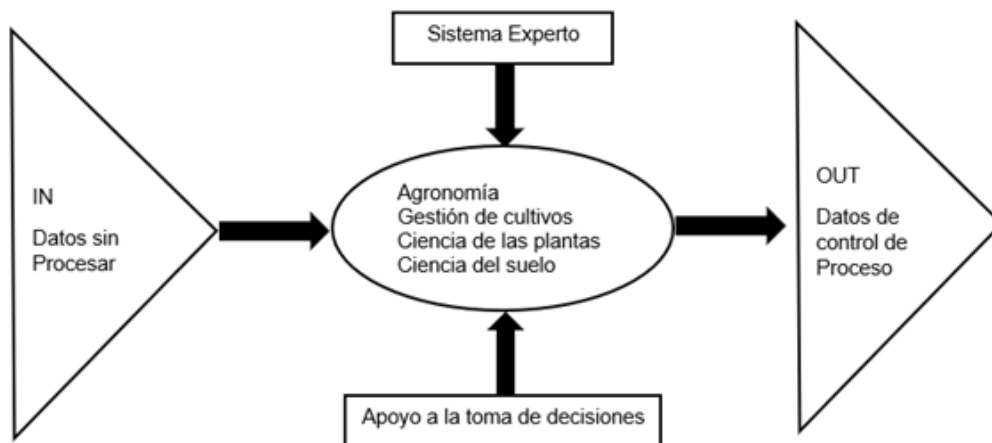 Sistema Experto
IN
Datos sin
Procesar
Agronomía
Gestión de cultivos
Ciencia de las plantas
Ciencia del suelo
OUT
Datos de
control de
Proceso
Apoyo a la toma de decisiones